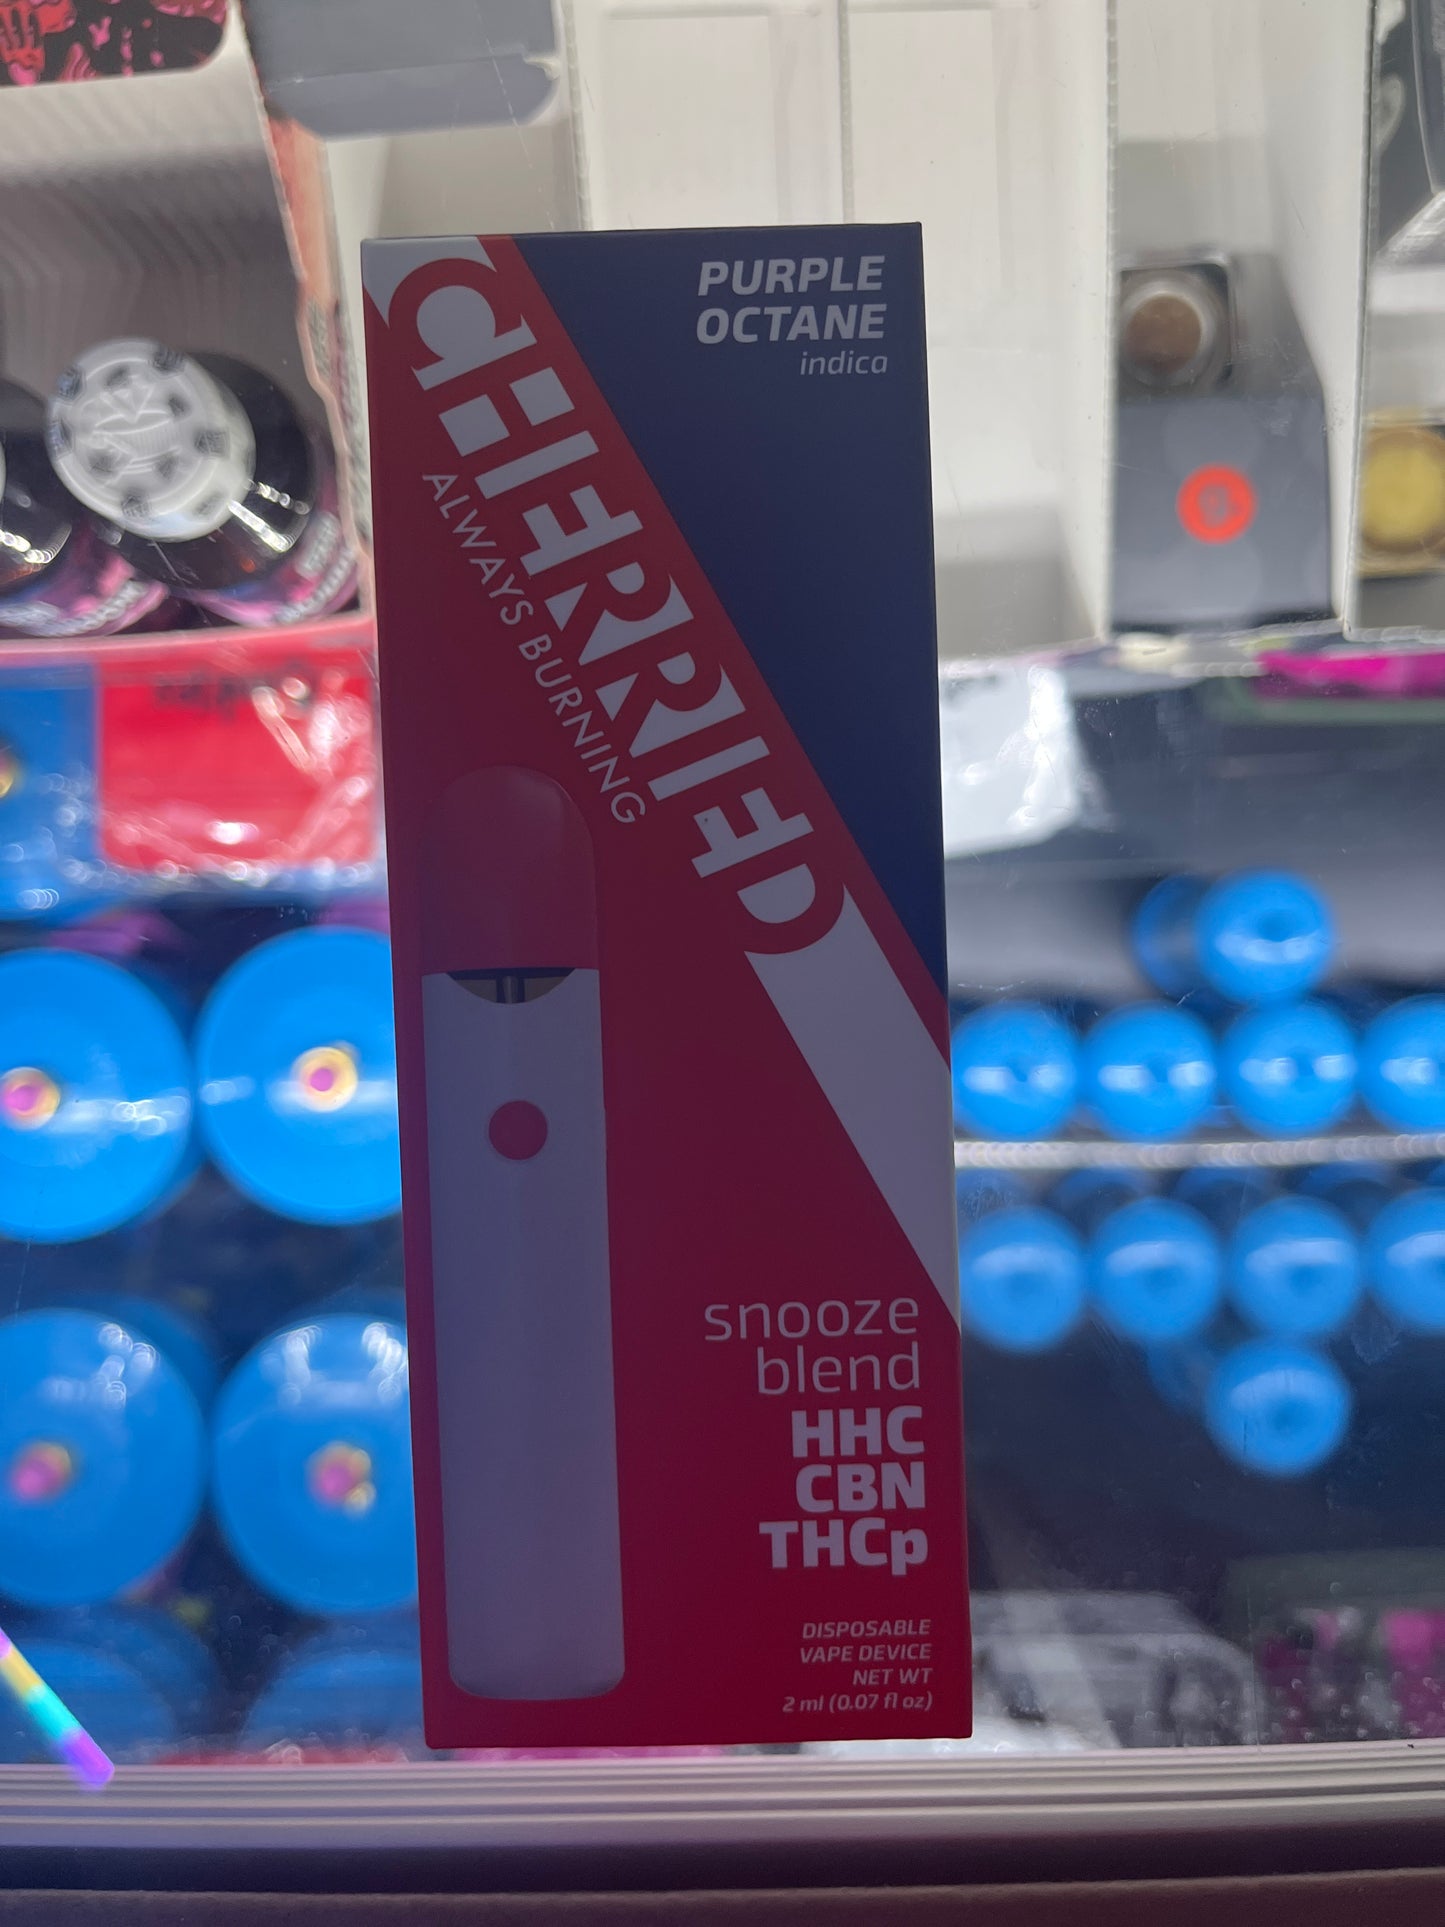 PURPLE
OCTANE
indica
CHERRIED
ALWAYS BURNING
snooze
blend
HHC
CBN
THCp
DISPOSABLE
VAPE DEVICE
NET WT
2 ml (0.07 fl oz)